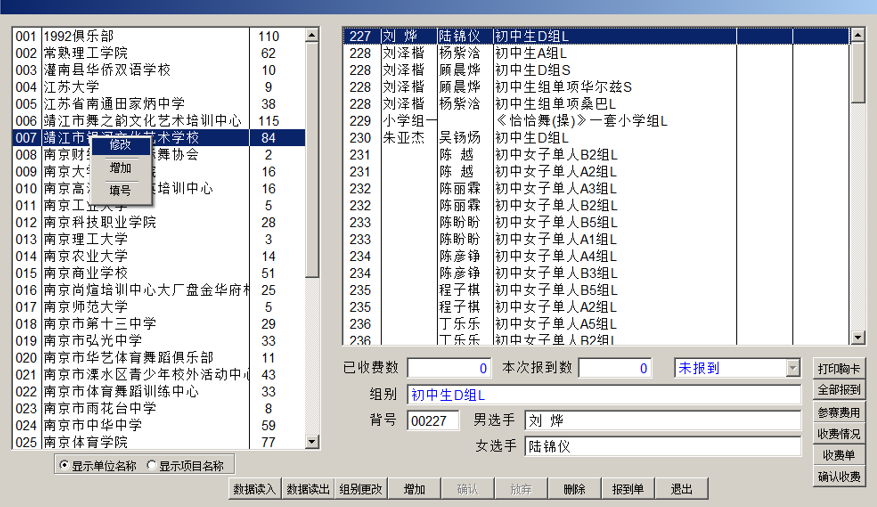 001 1992俱乐部 110
002 常熟理工学院 62
003 灌南县华侨双语学校 10
004 江苏大学 9
005 江苏省南通田家炳中学 38
006 靖江市舞之韵文化艺术培训中心 115
007 靖江市银河文化艺术学校 84
008 南京财 舞协会 2
009 南京大 院 16
010 南京高 培训中心 16
011 南京工业大学 5
012 南京科技职业学院 28
013 南京理工大学 3
014 南京农业大学 14
015 南京商业学校 51
016 南京尚煊培训中心大厂盘金华府 25
017 南京师范大学 5
018 南京市第十三中学 29
019 南京市弘光中学 33
020 南京市华艺体育舞蹈俱乐部 11
021 南京市溧水区青少年校外活动中心 43
022 南京市体育舞蹈训练中心 33
023 南京市雨花台中学 8
024 南京市中华中学 59
025 南京体育学院 77
修改
增加
填号
显示单位名称 显示项目名称
227 刘 烨 陆锦仪 初中生D组L
228 刘泽楷 杨紫浛 初中生A组L
228 刘泽楷 顾晨烨 初中生D组S
228 刘泽楷 顾晨烨 初中生组单项华尔兹S
228 刘泽楷 杨紫浛 初中生组单项桑巴L
229 小学组一 《恰恰舞(操)》一套小学组L
230 朱亚杰 吴钖炀 初中生D组L
231 陈 越 初中女子单人B2组L
231 陈 越 初中女子单人A2组L
232 陈丽霖 初中女子单人A3组L
232 陈丽霖 初中女子单人B2组L
233 陈盼盼 初中女子单人B5组L
233 陈盼盼 初中女子单人A1组L
234 陈彦铮 初中女子单人A4组L
234 陈彦铮 初中女子单人B3组L
235 程子棋 初中女子单人B5组L
235 程子棋 初中女子单人A2组L
236 丁乐乐 初中女子单人A5组L
236 丁乐乐 初中女子单人B2组L
已收费数 0 本次报到数 0 未报到
组别 初中生D组L
背号 00227 男选手 刘 烨
女选手 陆锦仪
打印胸卡
全部报到
参赛费用
收费情况
收费单
确认收费
数据读入 数据读出 组别更改 增加 确认 放弃 删除 报到单 退出